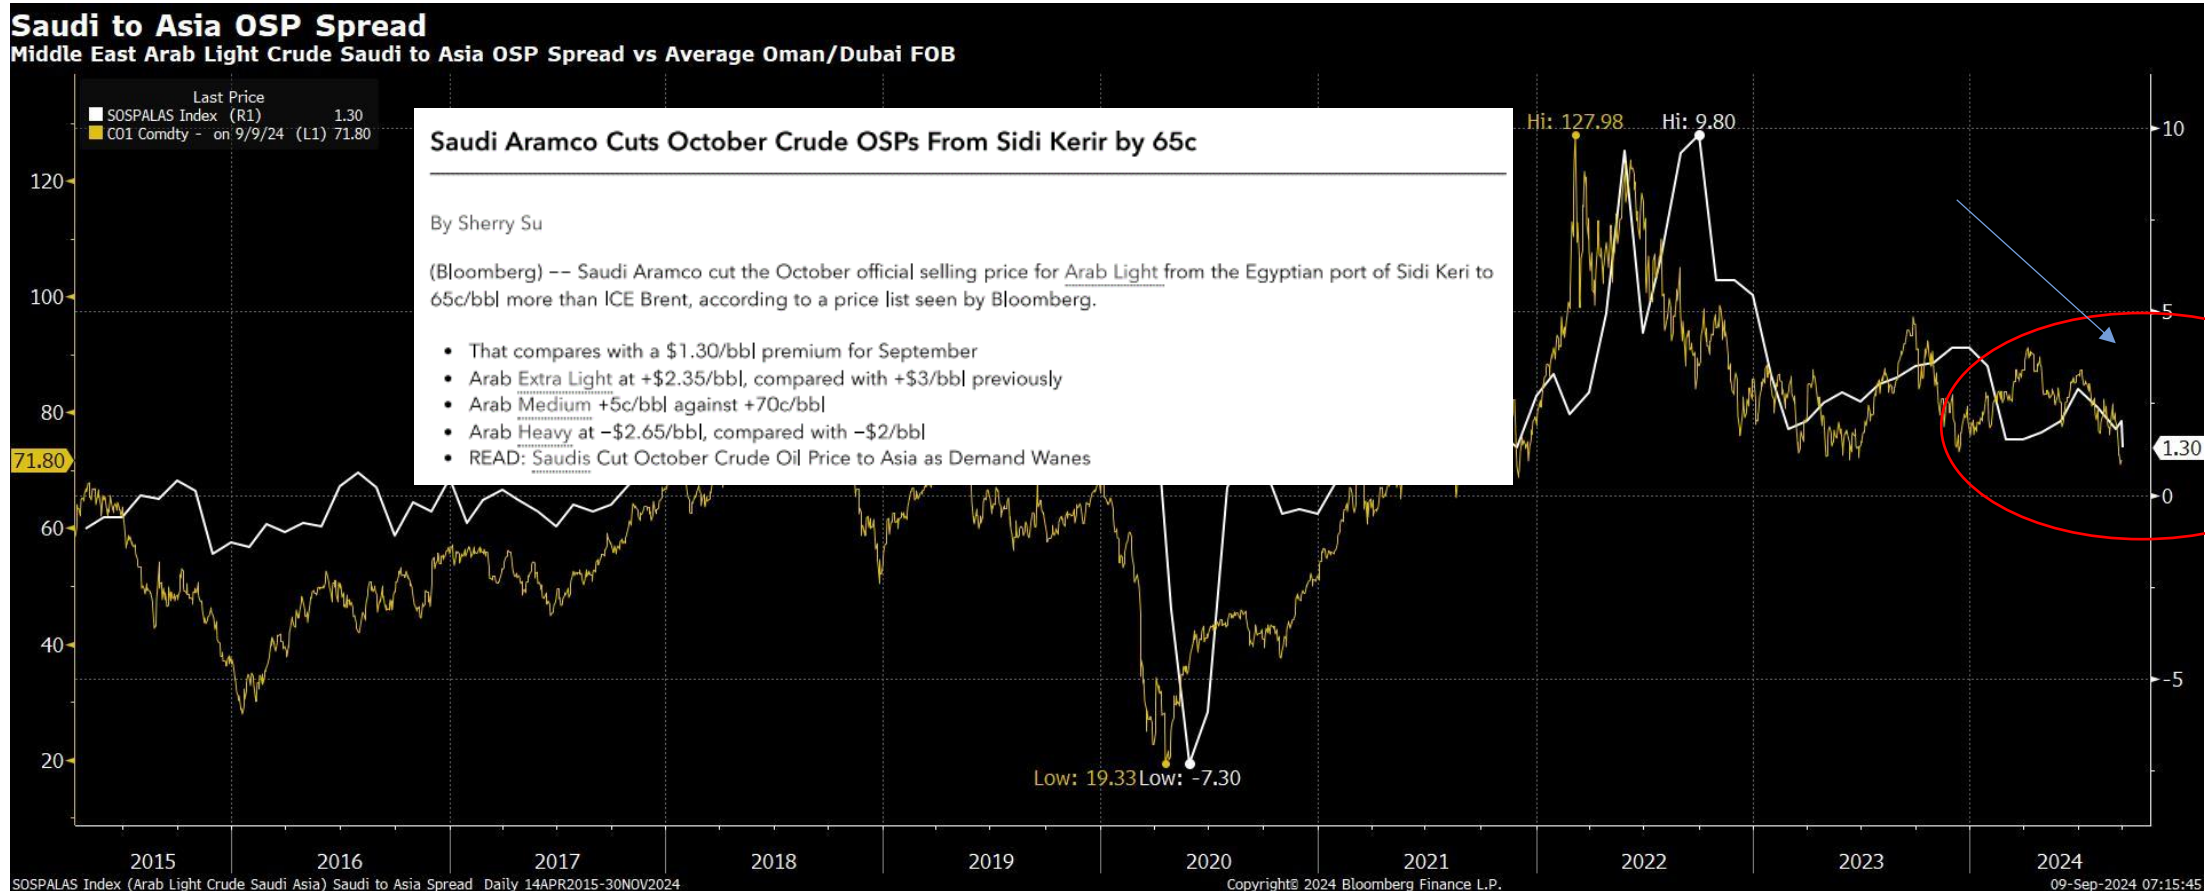 Saudi to Asia OSP Spread
Middle East Arab Light Crude Saudi to Asia OSP Spread vs Average Oman/Dubai FOB
Last Price
SOSPALAS Index (R1) 1.30
CO1 Comdty - on 9/9/24 (L1) 71.80
Saudi Aramco Cuts October Crude OSPs From Sidi Kerir by 65c
By Sherry Su
(Bloomberg) -- Saudi Aramco cut the October official selling price for Arab Light from the Egyptian port of Sidi Keri to
65c/bbl more than ICE Brent, according to a price list seen by Bloomberg.
• That compares with a $1.30/bbl premium for September
• Arab Extra Light at +$2.35/bbl, compared with +$3/bbl previously
• Arab Medium +5c/bbl against +70c/bbl
• Arab Heavy at −$2.65/bbl, compared with −$2/bbl
• READ: Saudis Cut October Crude Oil Price to Asia as Demand Wanes
Hi: 127.98 Hi: 9.80
Low: 19.33 Low: -7.30
120
100
80
71.80
60
40
20
10
5
1.30
0
-5
2015 2016 2017 2018 2019 2020 2021 2022 2023 2024
SOSPALAS Index (Arab Light Crude Saudi Asia) Saudi to Asia Spread Daily 14APR2015-30NOV2024 Copyright© 2024 Bloomberg Finance L.P. 09-Sep-2024 07:15:45